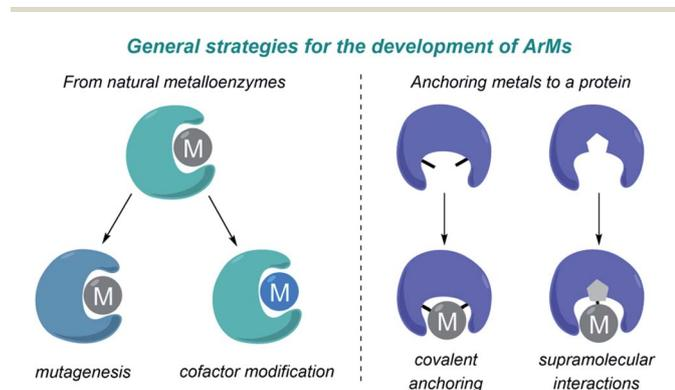 General strategies for the development of ArMs
From natural metalloenzymes
Anchoring metals to a protein
M
M
M
M
M
mutagenesis
cofactor modification
covalent
anchoring
supramolecular
interactions